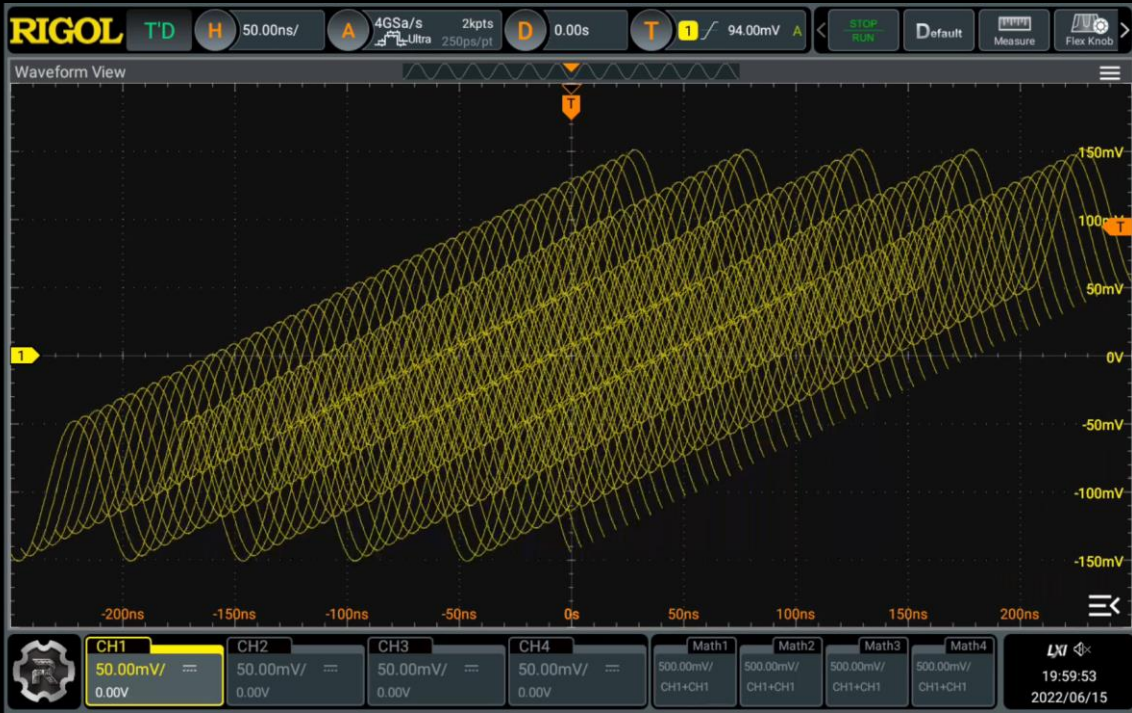 RIGOL T'D H 50.00ns/ A 4GSa/s 2kpts D 0.00s T 1 94.00mV A STOP Default Measure Flex Knob
Ultra 250ps/pt RUN
Waveform View
T
150mV
100m
T
50mV
1
0V
-50mV
-100mV
-150mV
-200ns -150ns -100ns -50ns 0s 50ns 100ns 150ns 200ns
CH1 CH2 CH3 CH4 Math1 Math2 Math3 Math4
50.00mV/ 50.00mV/ 50.00mV/ 50.00mV/ 500.00mV/ 500.00mV/ 500.00mV/ 500.00mV/
0.00V 0.00V 0.00V 0.00V CH1+CH1 CH1+CH1 CH1+CH1 CH1+CH1
LXI
19:59:53
2022/06/15